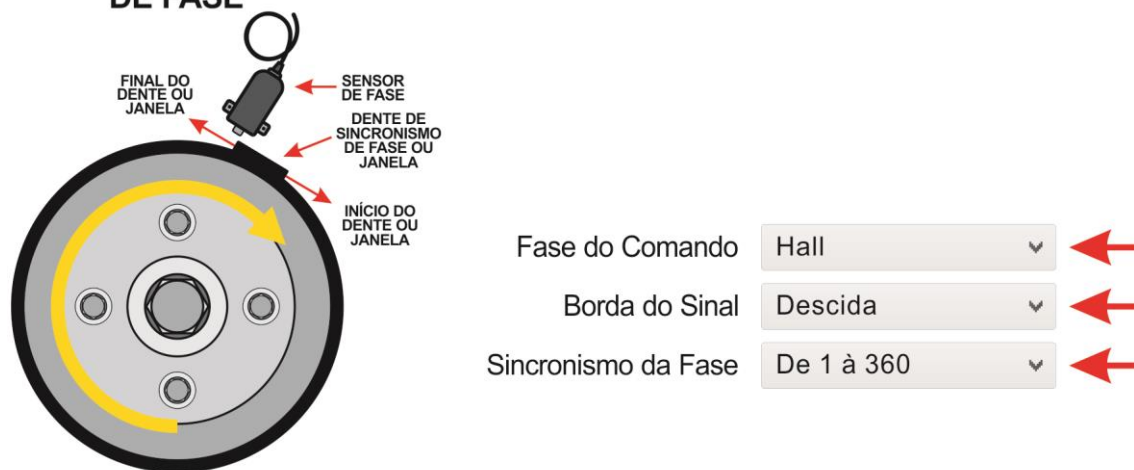 DE FASE
FINAL DO
DENTE OU
JANELA
SENSOR
DE FASE
DENTE DE
SINCRONISMO
DE FASE OU
JANELA
INÍCIO DO
DENTE OU
JANELA
Fase do Comando Hall
Borda do Sinal Descida
Sincronismo da Fase De 1 à 360